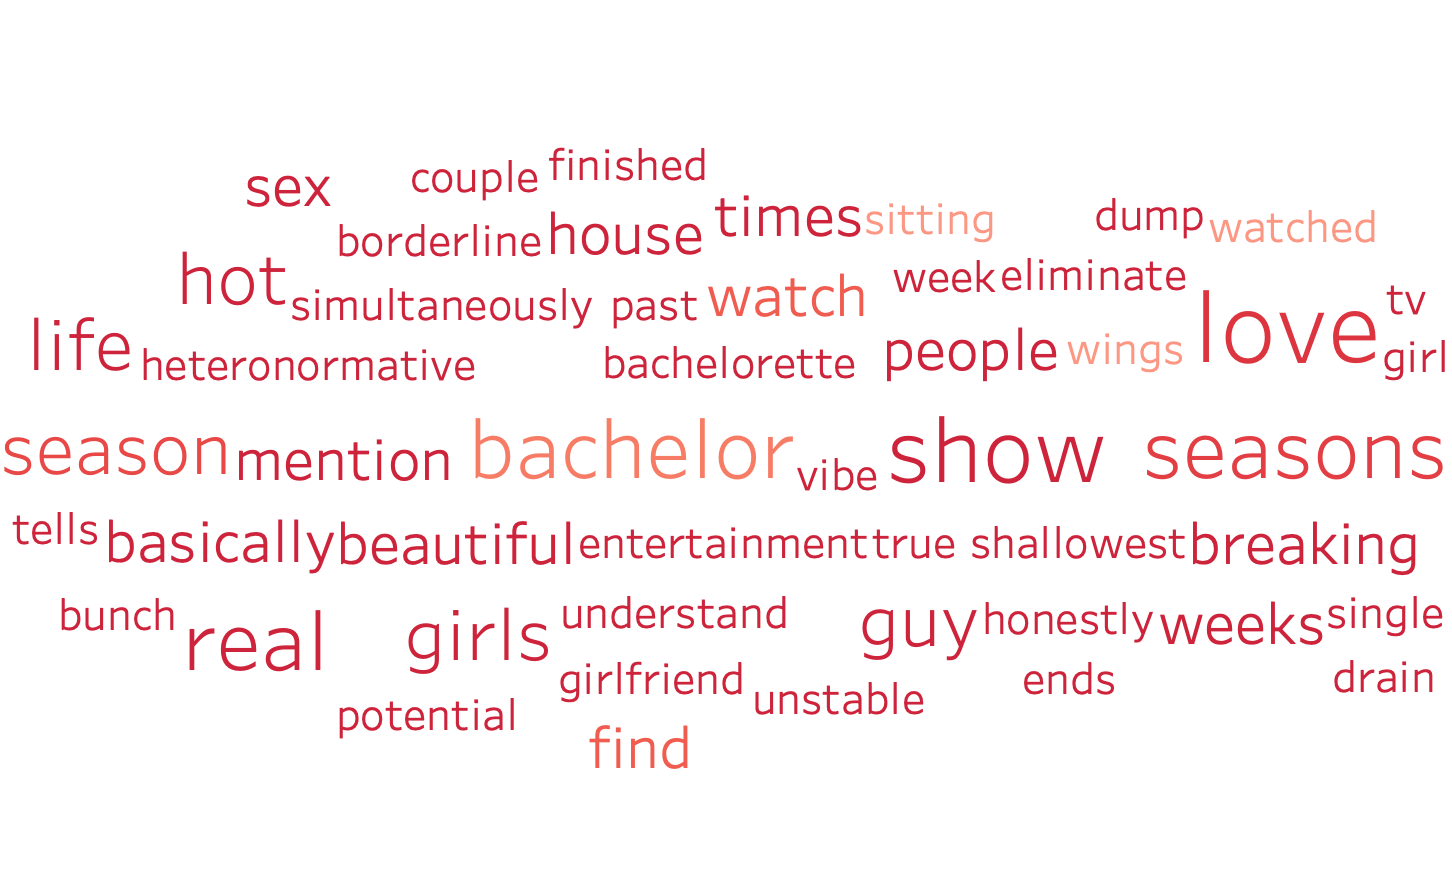 sex couple finished
borderline house times sitting dump watched
hot simultaneously past watch week eliminate love tv
life heteronormative bachelorette people wings girl
season mention bachelor vibe show seasons
tells basically beautiful entertainment true shallowest breaking
bunch real girls understand guy honestly weeks single
girlfriend unstable ends drain
potential find